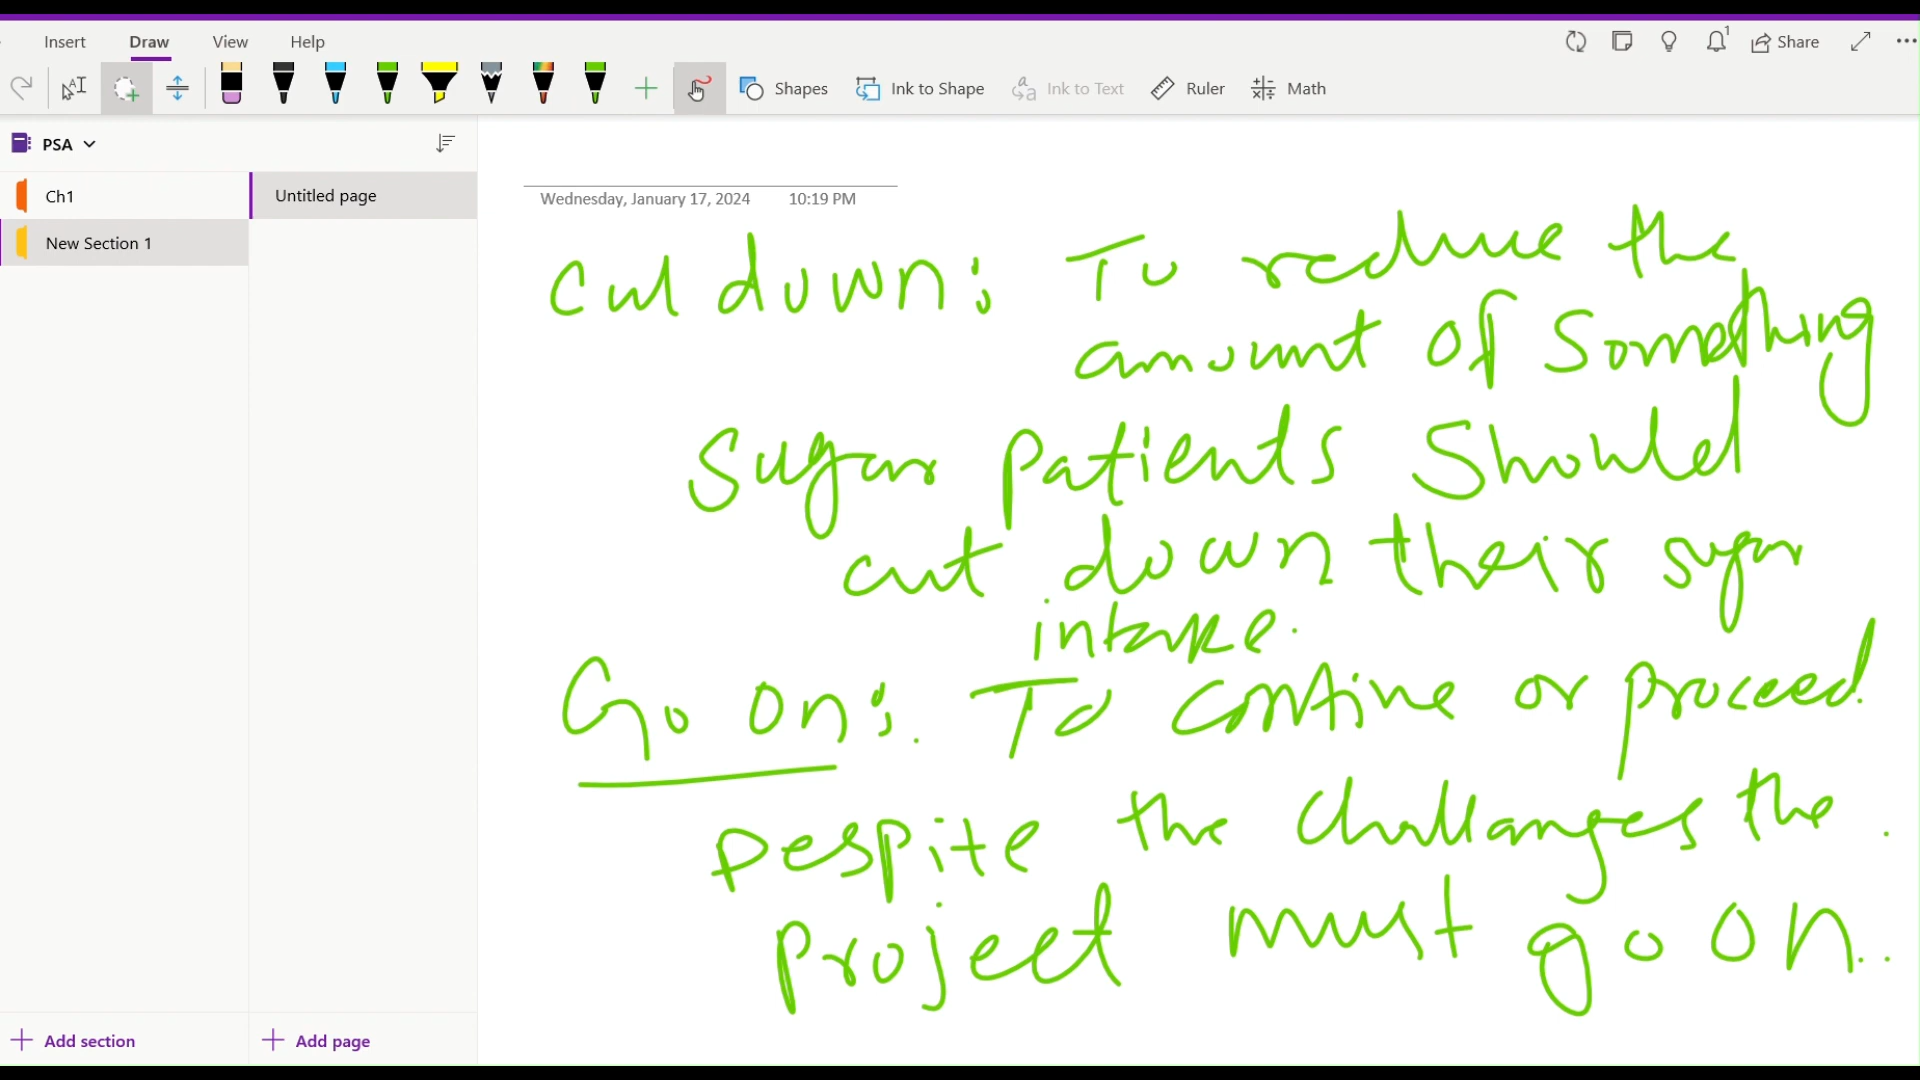 Insert Draw View Help
1
Share
Shapes Ink to Shape Ink to Text Ruler Math
PSA
Ch1
Untitled page
New Section 1
Wednesday, January 17, 2024 10:19 PM
Cut down: To reduce the
amount of Something
Sugar patients Should
cut down their sugar
intake.
Go on: To contine or proceed.
Despite the challanges the
project must go on..
Add section
Add page